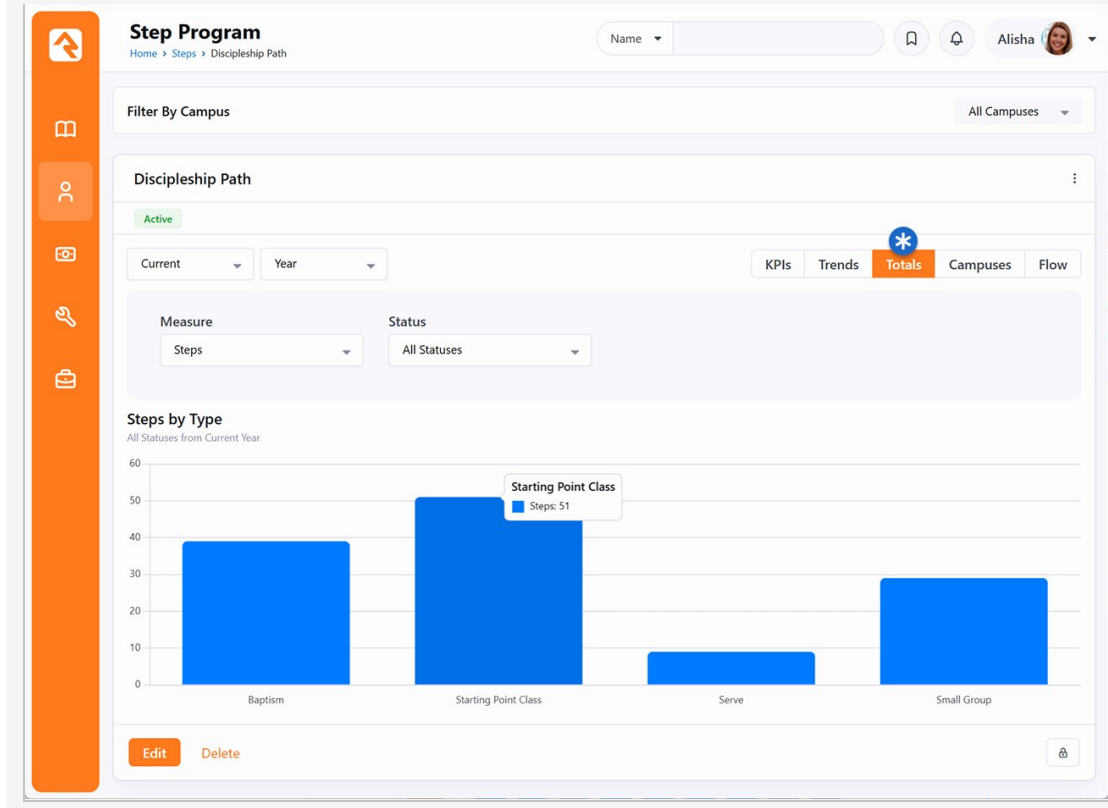 Step Program
Home › Steps › Discipleship Path
Name
Alisha
Filter By Campus
All Campuses
Discipleship Path
Active
Current
Year
KPIs
Trends
Totals
Campuses
Flow
Measure
Status
Steps
All Statuses
Steps by Type
All Statuses from Current Year
60
50
40
30
20
10
0
Starting Point Class
Steps: 51
Baptism
Starting Point Class
Serve
Small Group
Edit
Delete